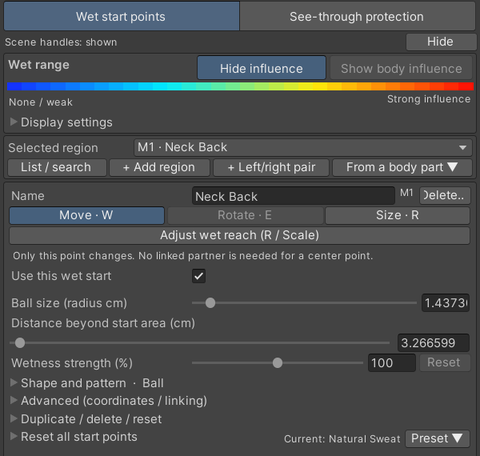 Wet start points
See-through protection
Scene handles: shown
Hide
Wet range
Hide influence
Show body influence
None / weak
Strong influence
Display settings
Selected region
M1 · Neck Back
List / search
+ Add region
+ Left/right pair
From a body part ▼
Name
Neck Back
M1
Delete..
Move · W
Rotate · E
Size · R
Adjust wet reach (R / Scale)
Only this point changes. No linked partner is needed for a center point.
Use this wet start
Ball size (radius cm)
1.4373
Distance beyond start area (cm)
3.266599
Wetness strength (%)
100
Reset
Shape and pattern · Ball
Advanced (coordinates / linking)
Duplicate / delete / reset
Reset all start points
Current: Natural Sweat
Preset ▼